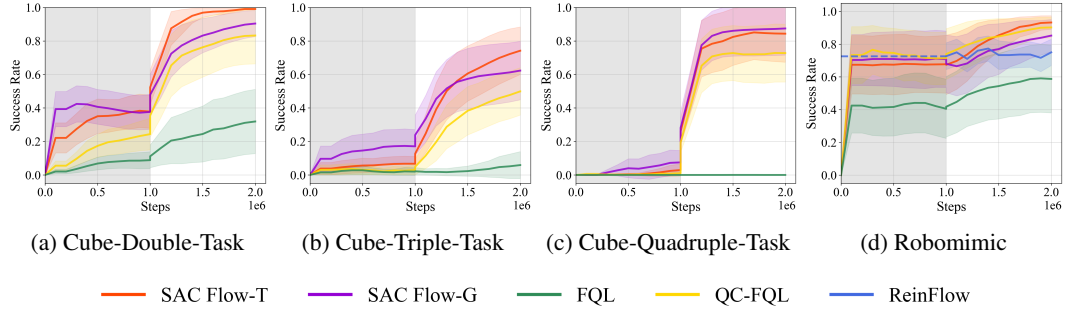 Success Rate
1.0
0.8
0.6
0.4
0.2
0.0
0.0
0.5
1.0
1.5
2.0
Steps
1e6
(a) Cube-Double-Task
Success Rate
1.0
0.8
0.6
0.4
0.2
0.0
0.0
0.5
1.0
1.5
2.0
Steps
1e6
(b) Cube-Triple-Task
Success Rate
1.0
0.8
0.6
0.4
0.2
0.0
0.0
0.5
1.0
1.5
2.0
Steps
1e6
(c) Cube-Quadruple-Task
Success Rate
1.0
0.8
0.6
0.4
0.2
0.0
0.0
0.5
1.0
1.5
2.0
Steps
1e6
(d) Robomimic
SAC Flow-T SAC Flow-G FQL QC-FQL ReinFlow